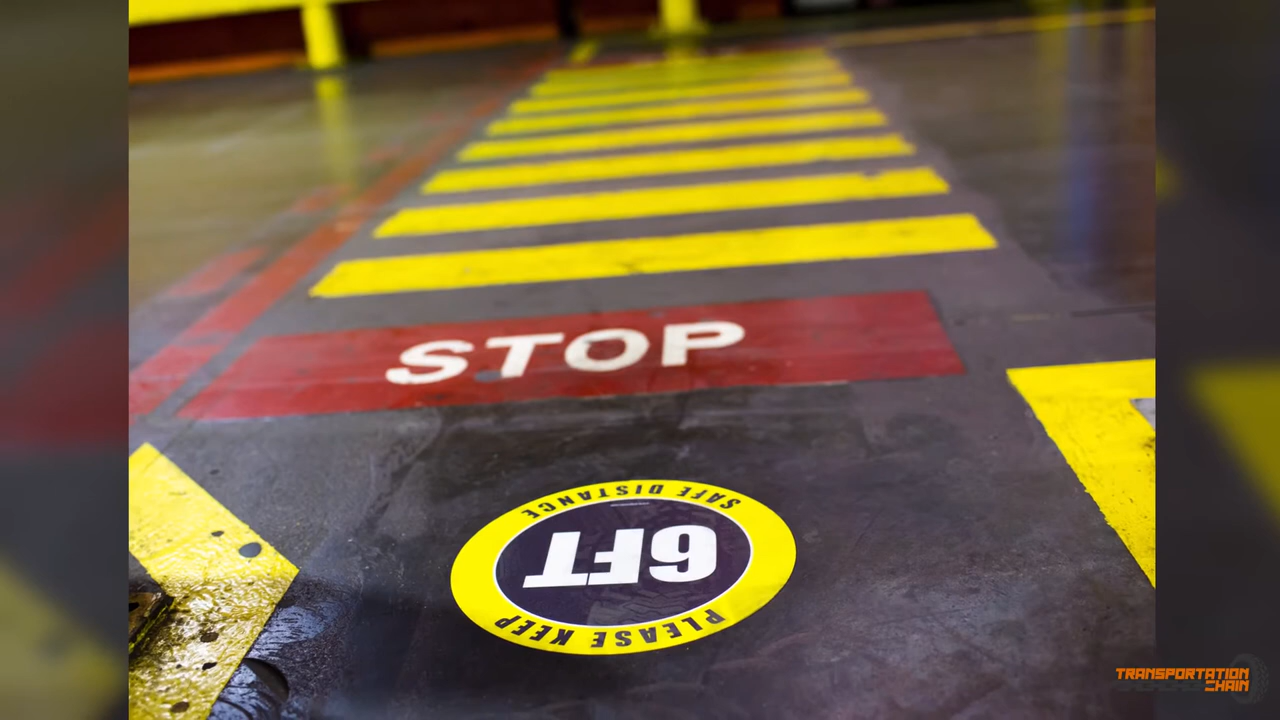 STOP
PLEASE KEEP
6FT
SAFE DISTANCE
TRANSPORTATION
CHAIN